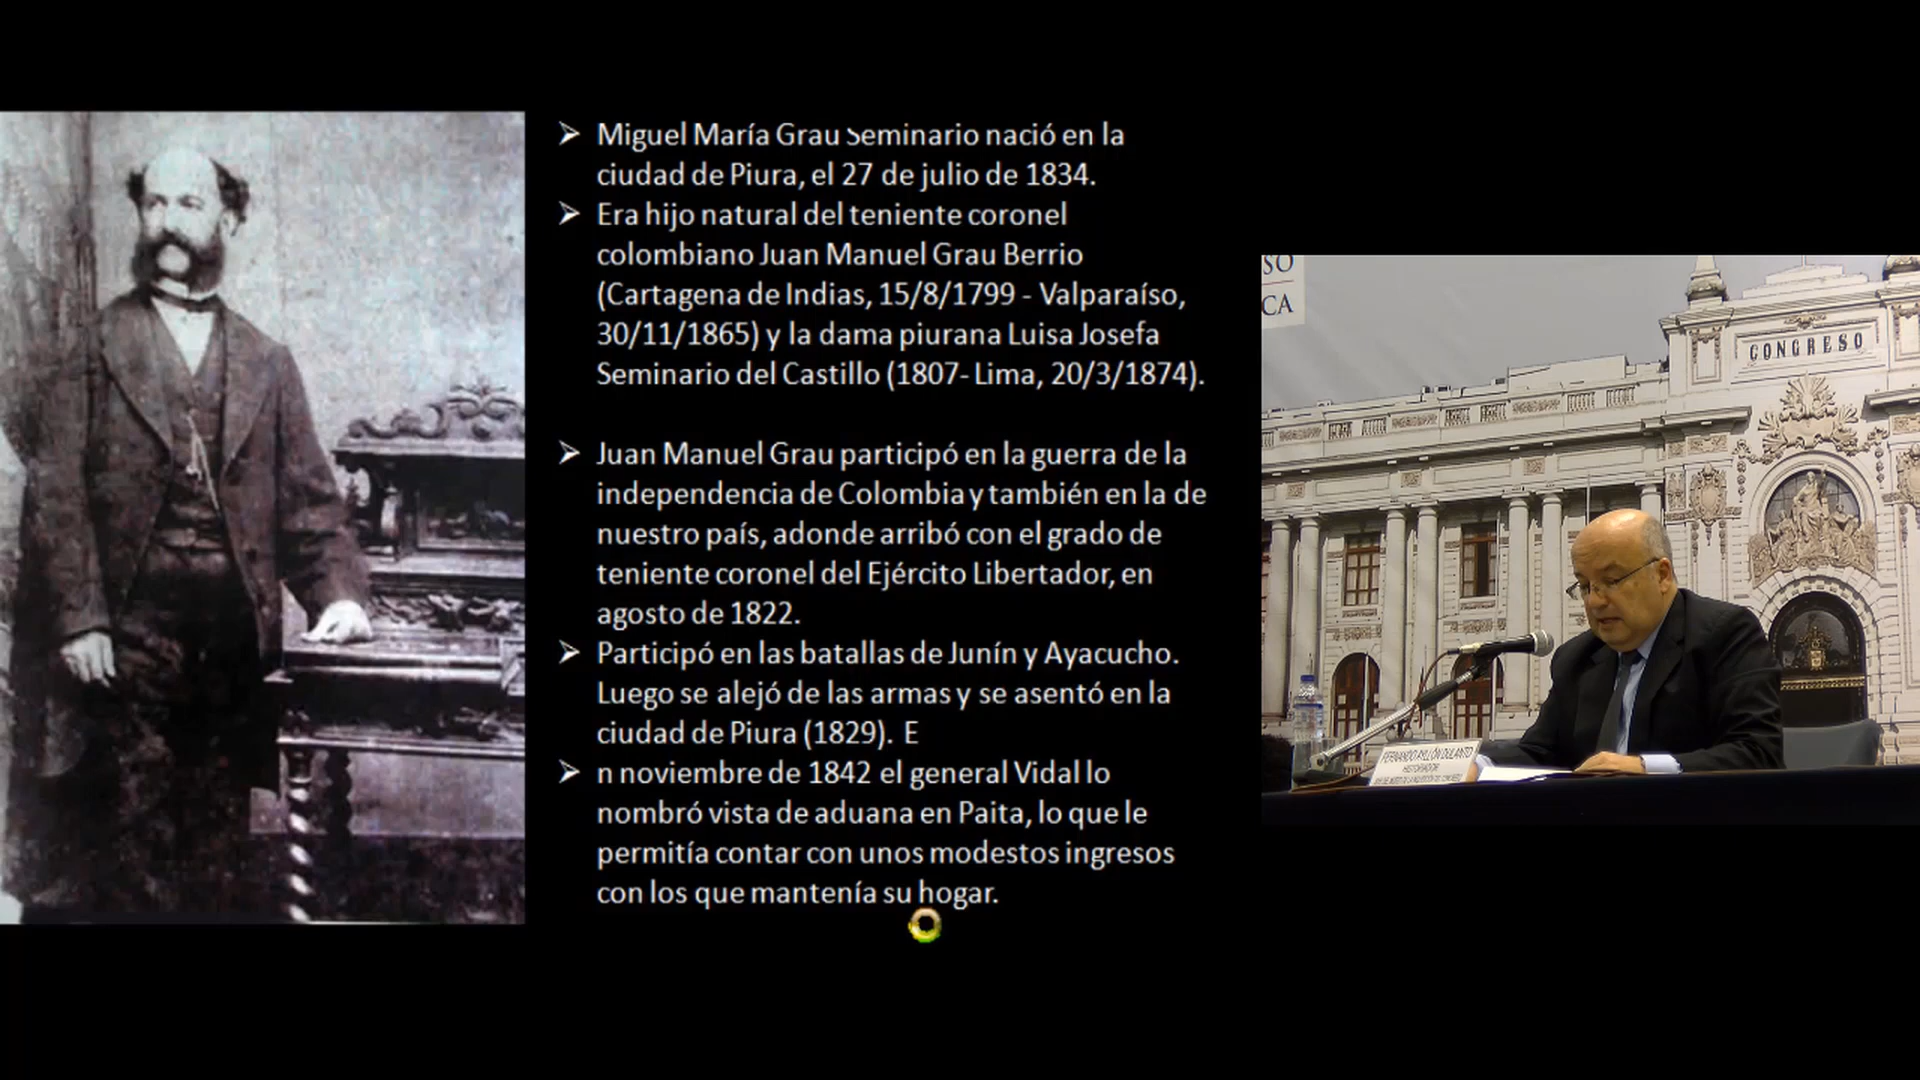 Miguel María Grau Seminario nació en la
ciudad de Piura, el 27 de julio de 1834.
Era hijo natural del teniente coronel
colombiano Juan Manuel Grau Berrio
(Cartagena de Indias, 15/8/1799 - Valparaíso,
30/11/1865) y la dama piurana Luisa Josefa
Seminario del Castillo (1807- Lima, 20/3/1874).
Juan Manuel Grau participó en la guerra de la
independencia de Colombia y también en la de
nuestro país, adonde arribó con el grado de
teniente coronel del Ejército Libertador, en
agosto de 1822.
Participó en las batallas de Junín y Ayacucho.
Luego se alejó de las armas y se asentó en la
ciudad de Piura (1829). E
n noviembre de 1842 el general Vidal lo
nombró vista de aduana en Paita, lo que le
permitía contar con unos modestos ingresos
con los que mantenía su hogar.
SO
CA
CONGRESO
FERNANDO AYLLÓN DULANTO
HISTORIADOR